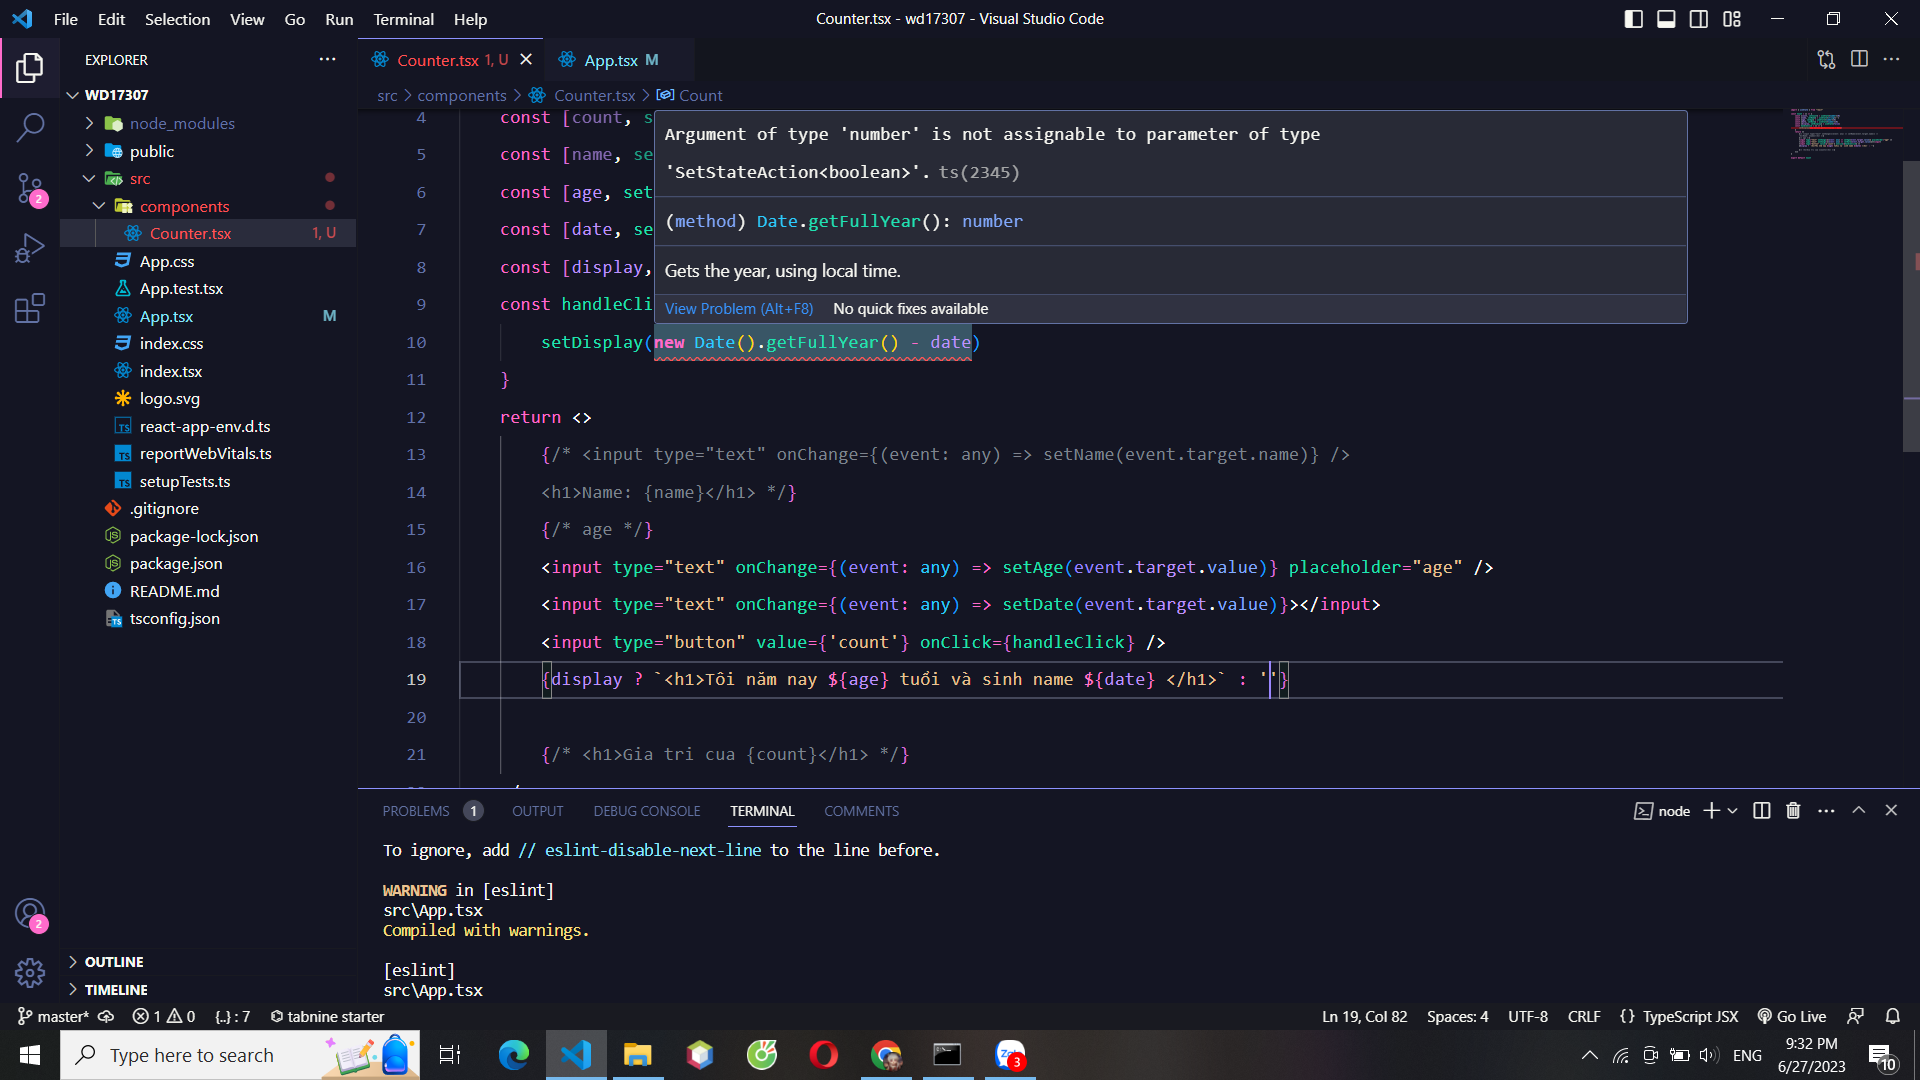 File Edit Selection View Go Run Terminal Help
Counter.tsx - wd17307 - Visual Studio Code
EXPLORER
WD17307
node_modules
public
src
components
Counter.tsx 1, U
App.css
App.test.tsx
App.tsx M
index.css
index.tsx
logo.svg
react-app-env.d.ts
reportWebVitals.ts
setupTests.ts
.gitignore
package-lock.json
package.json
README.md
tsconfig.json
OUTLINE
TIMELINE
2
2
Counter.tsx 1, U
App.tsx M
src > components > Counter.tsx > Count
4 const [count, s
5 const [name, se
6 const [age, set
7 const [date, se
8 const [display,
9 const handleCli
Argument of type 'number' is not assignable to parameter of type
'SetStateAction<boolean>'. ts(2345)
(method) Date.getFullYear(): number
Gets the year, using local time.
View Problem (Alt+F8) No quick fixes available
10 setDisplay(new Date().getFullYear() - date)
11 }
12 return <>
13 {/* <input type="text" onChange={(event: any) => setName(event.target.name)} />
14 <h1>Name: {name}</h1> */}
15 {/* age */}
16 <input type="text" onChange={(event: any) => setAge(event.target.value)} placeholder="age" />
17 <input type="text" onChange={(event: any) => setDate(event.target.value)}></input>
18 <input type="button" value={'count'} onClick={handleClick} />
19 {display ? `<h1>Tôi năm nay ${age} tuổi và sinh name ${date} </h1>` : ''}
20
21 {/* <h1>Gia tri cua {count}</h1> */}
PROBLEMS 1 OUTPUT DEBUG CONSOLE TERMINAL COMMENTS
node
To ignore, add // eslint-disable-next-line to the line before.
WARNING in [eslint]
src\App.tsx
Compiled with warnings.
[eslint]
src\App.tsx
master* 1 0 {..} : 7 tabnine starter
Ln 19, Col 82 Spaces: 4 UTF-8 CRLF {} TypeScript JSX Go Live
Type here to search
3
ENG
9:32 PM
6/27/2023
10